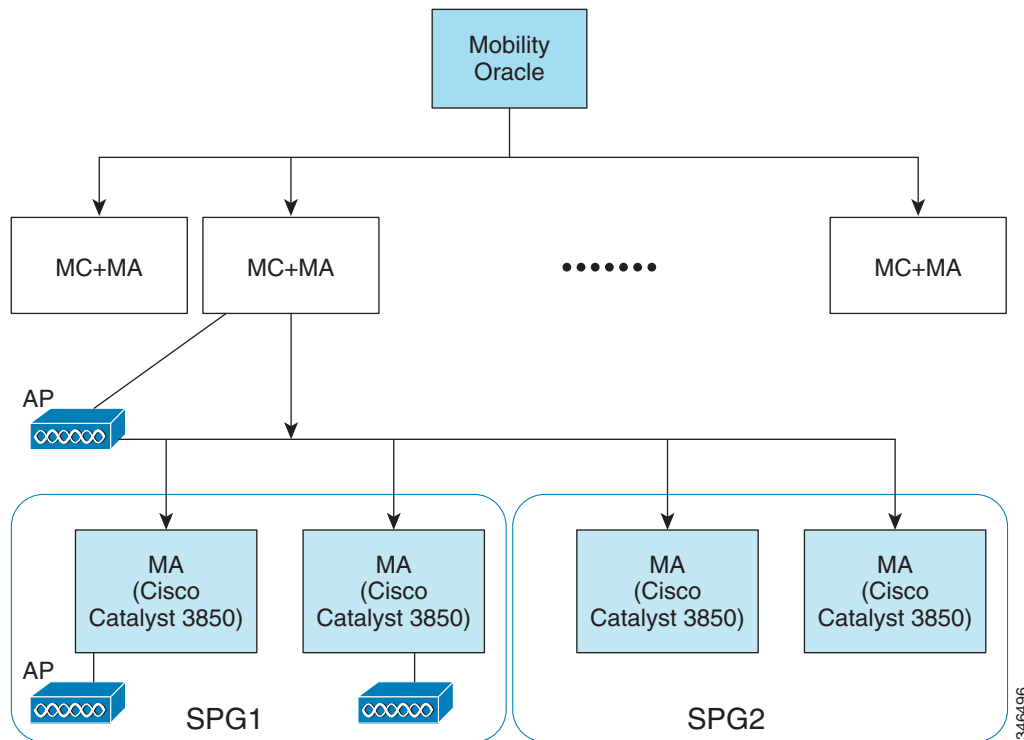 Mobility
Oracle
MC+MA
MC+MA
MC+MA
AP
MA
(Cisco
Catalyst 3850)
MA
(Cisco
Catalyst 3850)
MA
(Cisco
Catalyst 3850)
MA
(Cisco
Catalyst 3850)
AP
SPG1
SPG2
346496